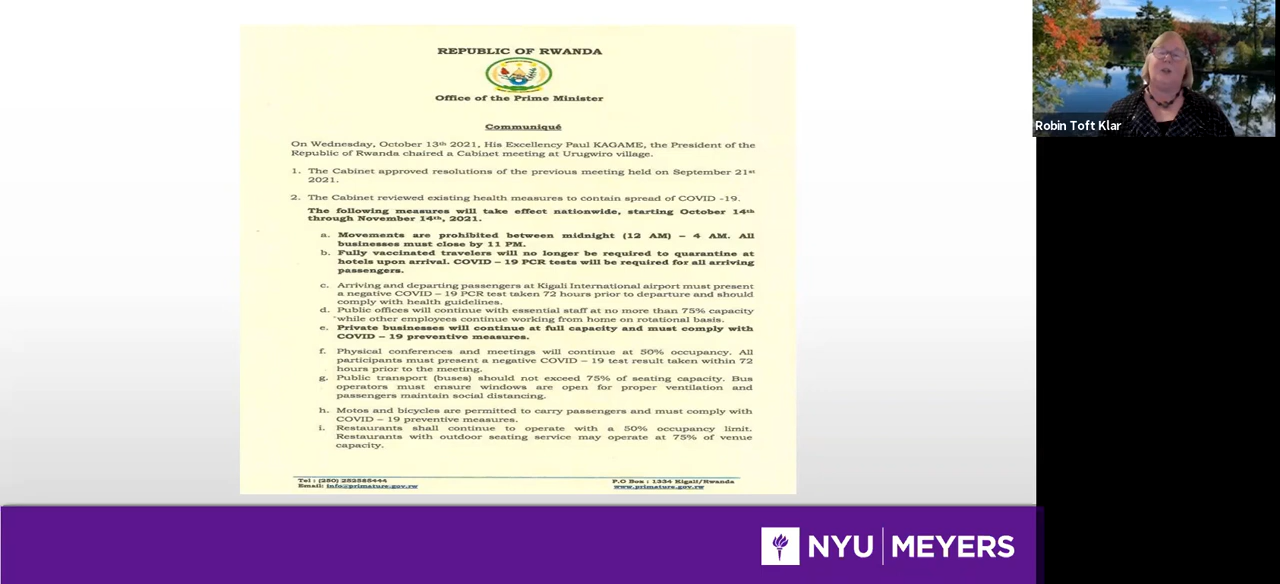 REPUBLIC OF RWANDA
Office of the Prime Minister
Communiqué
On Wednesday, October 13th 2021, His Excellency Paul KAGAME, the President of the
Republic of Rwanda chaired a Cabinet meeting at Urugwiro village.
1. The Cabinet approved resolutions of the previous meeting held on September 21st
2021.
2. The Cabinet reviewed existing health measures to contain spread of COVID -19.
The following measures will take effect nationwide, starting October 14th
through November 14th, 2021.
a. Movements are prohibited between midnight (12 AM) – 4 AM. All
businesses must close by 11 PM.
b. Fully vaccinated travelers will no longer be required to quarantine at
hotels upon arrival. COVID – 19 PCR tests will be required for all arriving
passengers.
c. Arriving and departing passengers at Kigali International airport must present
a negative COVID – 19 PCR test taken 72 hours prior to departure and should
comply with health guidelines.
d. Public offices will continue with essential staff at no more than 75% capacity
while other employees continue working from home on rotational basis.
e. Private businesses will continue at full capacity and must comply with
COVID – 19 preventive measures.
f. Physical conferences and meetings will continue at 50% occupancy. All
participants must present a negative COVID – 19 test result taken within 72
hours prior to the meeting.
g. Public transport (buses) should not exceed 75% of seating capacity. Bus
operators must ensure windows are open for proper ventilation and
passengers maintain social distancing.
h. Motos and bicycles are permitted to carry passengers and must comply with
COVID – 19 preventive measures.
i. Restaurants shall continue to operate with a 50% occupancy limit.
Restaurants with outdoor seating service may operate at 75% of venue
capacity.
Tel : (250) 252585444
Email: info@primature.gov.rw
P.O Box : 1334 Kigali/Rwanda
www.primature.gov.rw
NYU MEYERS
Robin Toft Klar